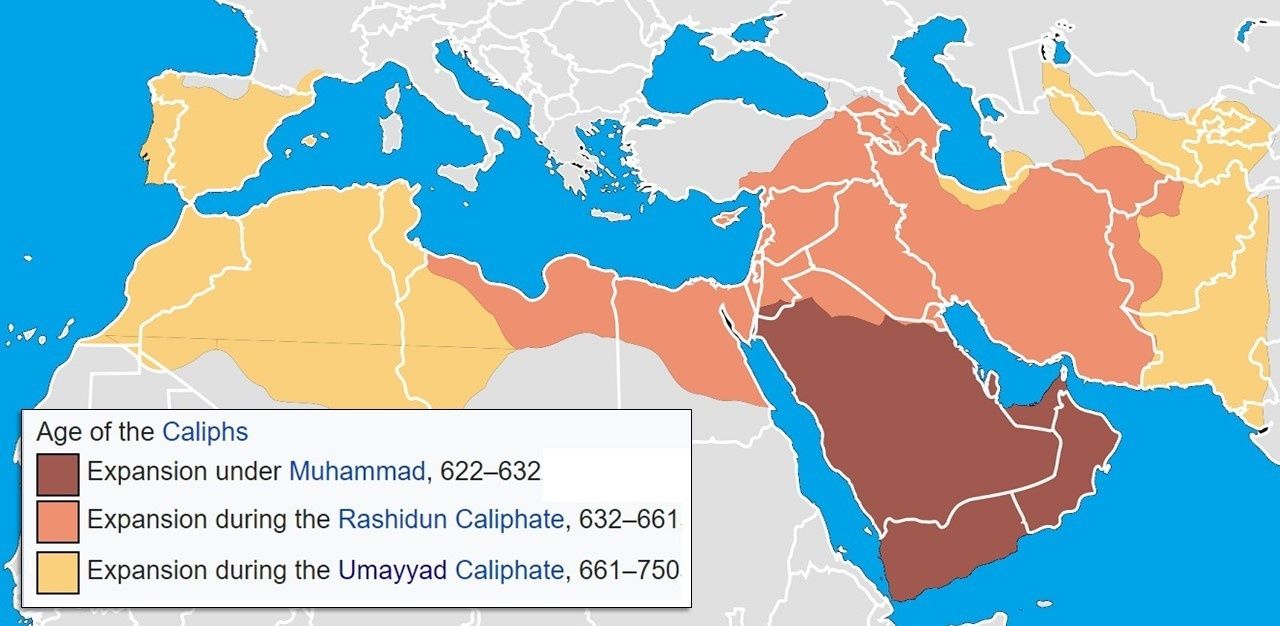 Age of the Caliphs
Expansion under Muhammad, 622–632
Expansion during the Rashidun Caliphate, 632–661
Expansion during the Umayyad Caliphate, 661–750